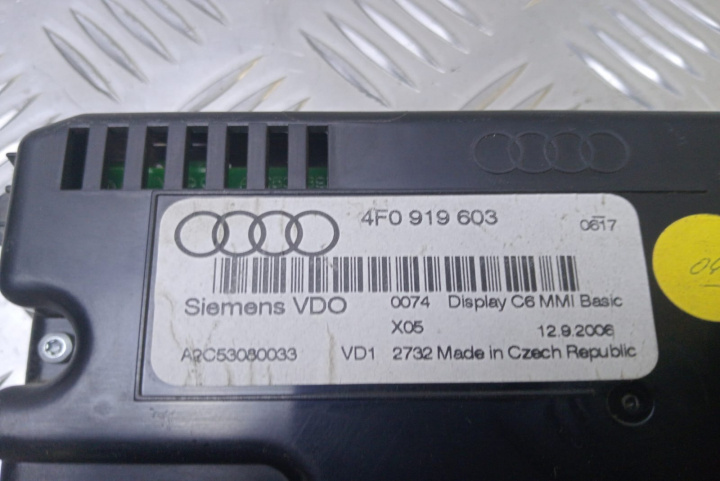 4F0 919 603
0617
Siemens VDO 0074 Display C6 MMI Basic
X05 12.9.2006
A2C53080033 VD1 2732 Made in Czech Republic